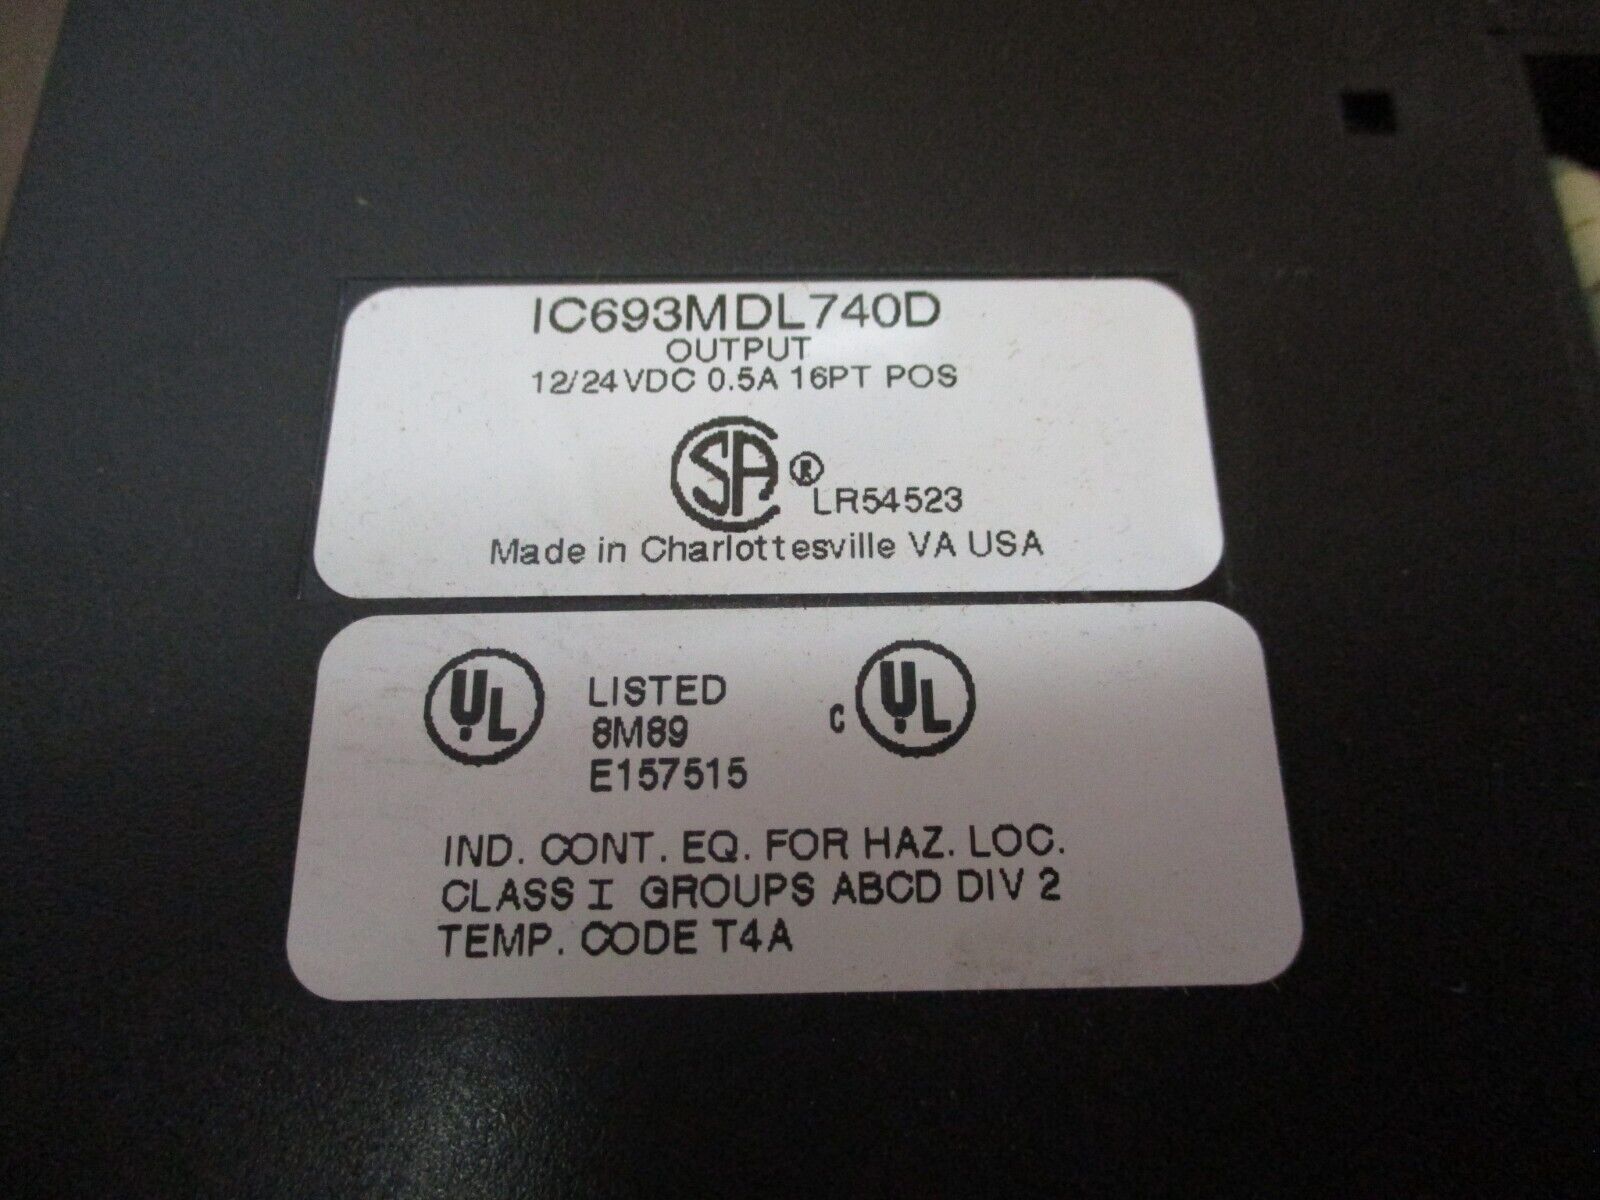 IC693MDL740D
OUTPUT
12/24VDC 0.5A 16PT POS
CSA ®
LR54523
Made in Charlottesville VA USA
UL LISTED c UL
8M89
E157515
IND. CONT. EQ. FOR HAZ. LOC.
CLASS I GROUPS ABCD DIV 2
TEMP. CODE T4A